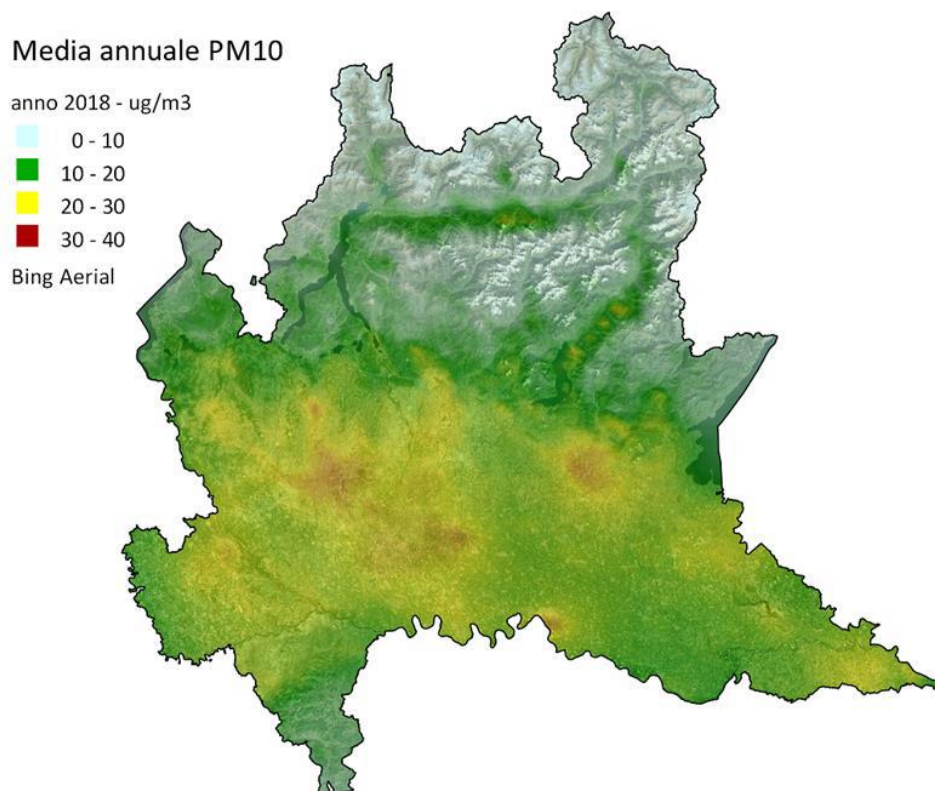 Media annuale PM10
anno 2018 - ug/m3
0 - 10
10 - 20
20 - 30
30 - 40
Bing Aerial